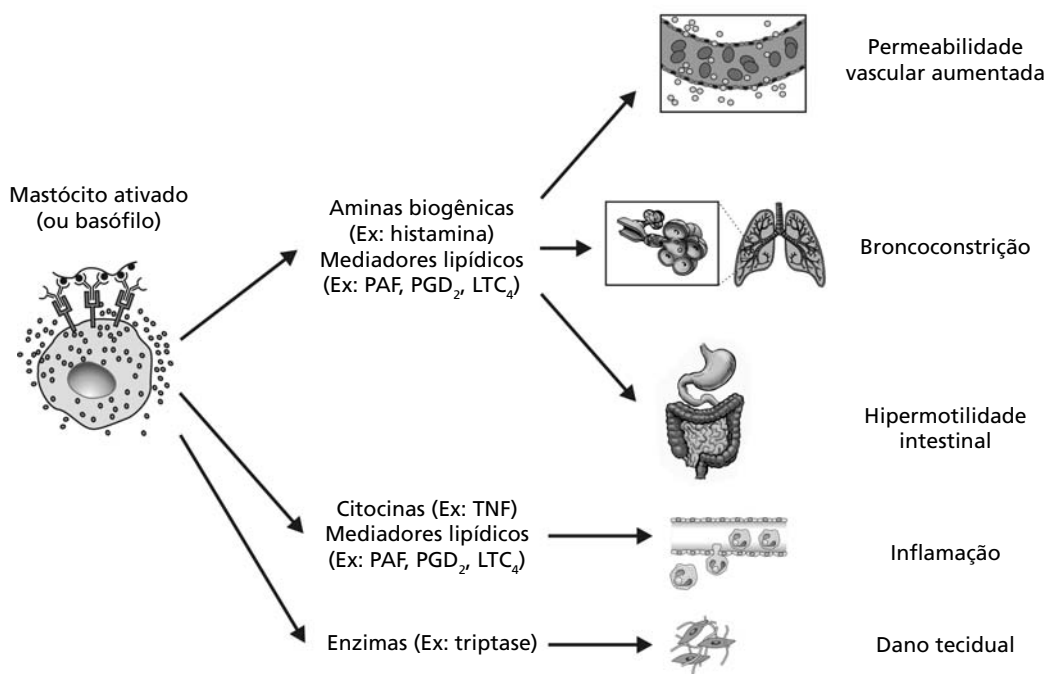 Mastócito ativado
(ou basófilo)
Aminas biogênicas
(Ex: histamina)
Mediadores lipídicos
(Ex: PAF, PGD₂, LTC₄)
Permeabilidade
vascular aumentada
Broncoconstrição
Hipermotilidade
intestinal
Citocinas (Ex: TNF)
Mediadores lipídicos
(Ex: PAF, PGD₂, LTC₄)
Inflamação
Enzimas (Ex: triptase)
Dano tecidual